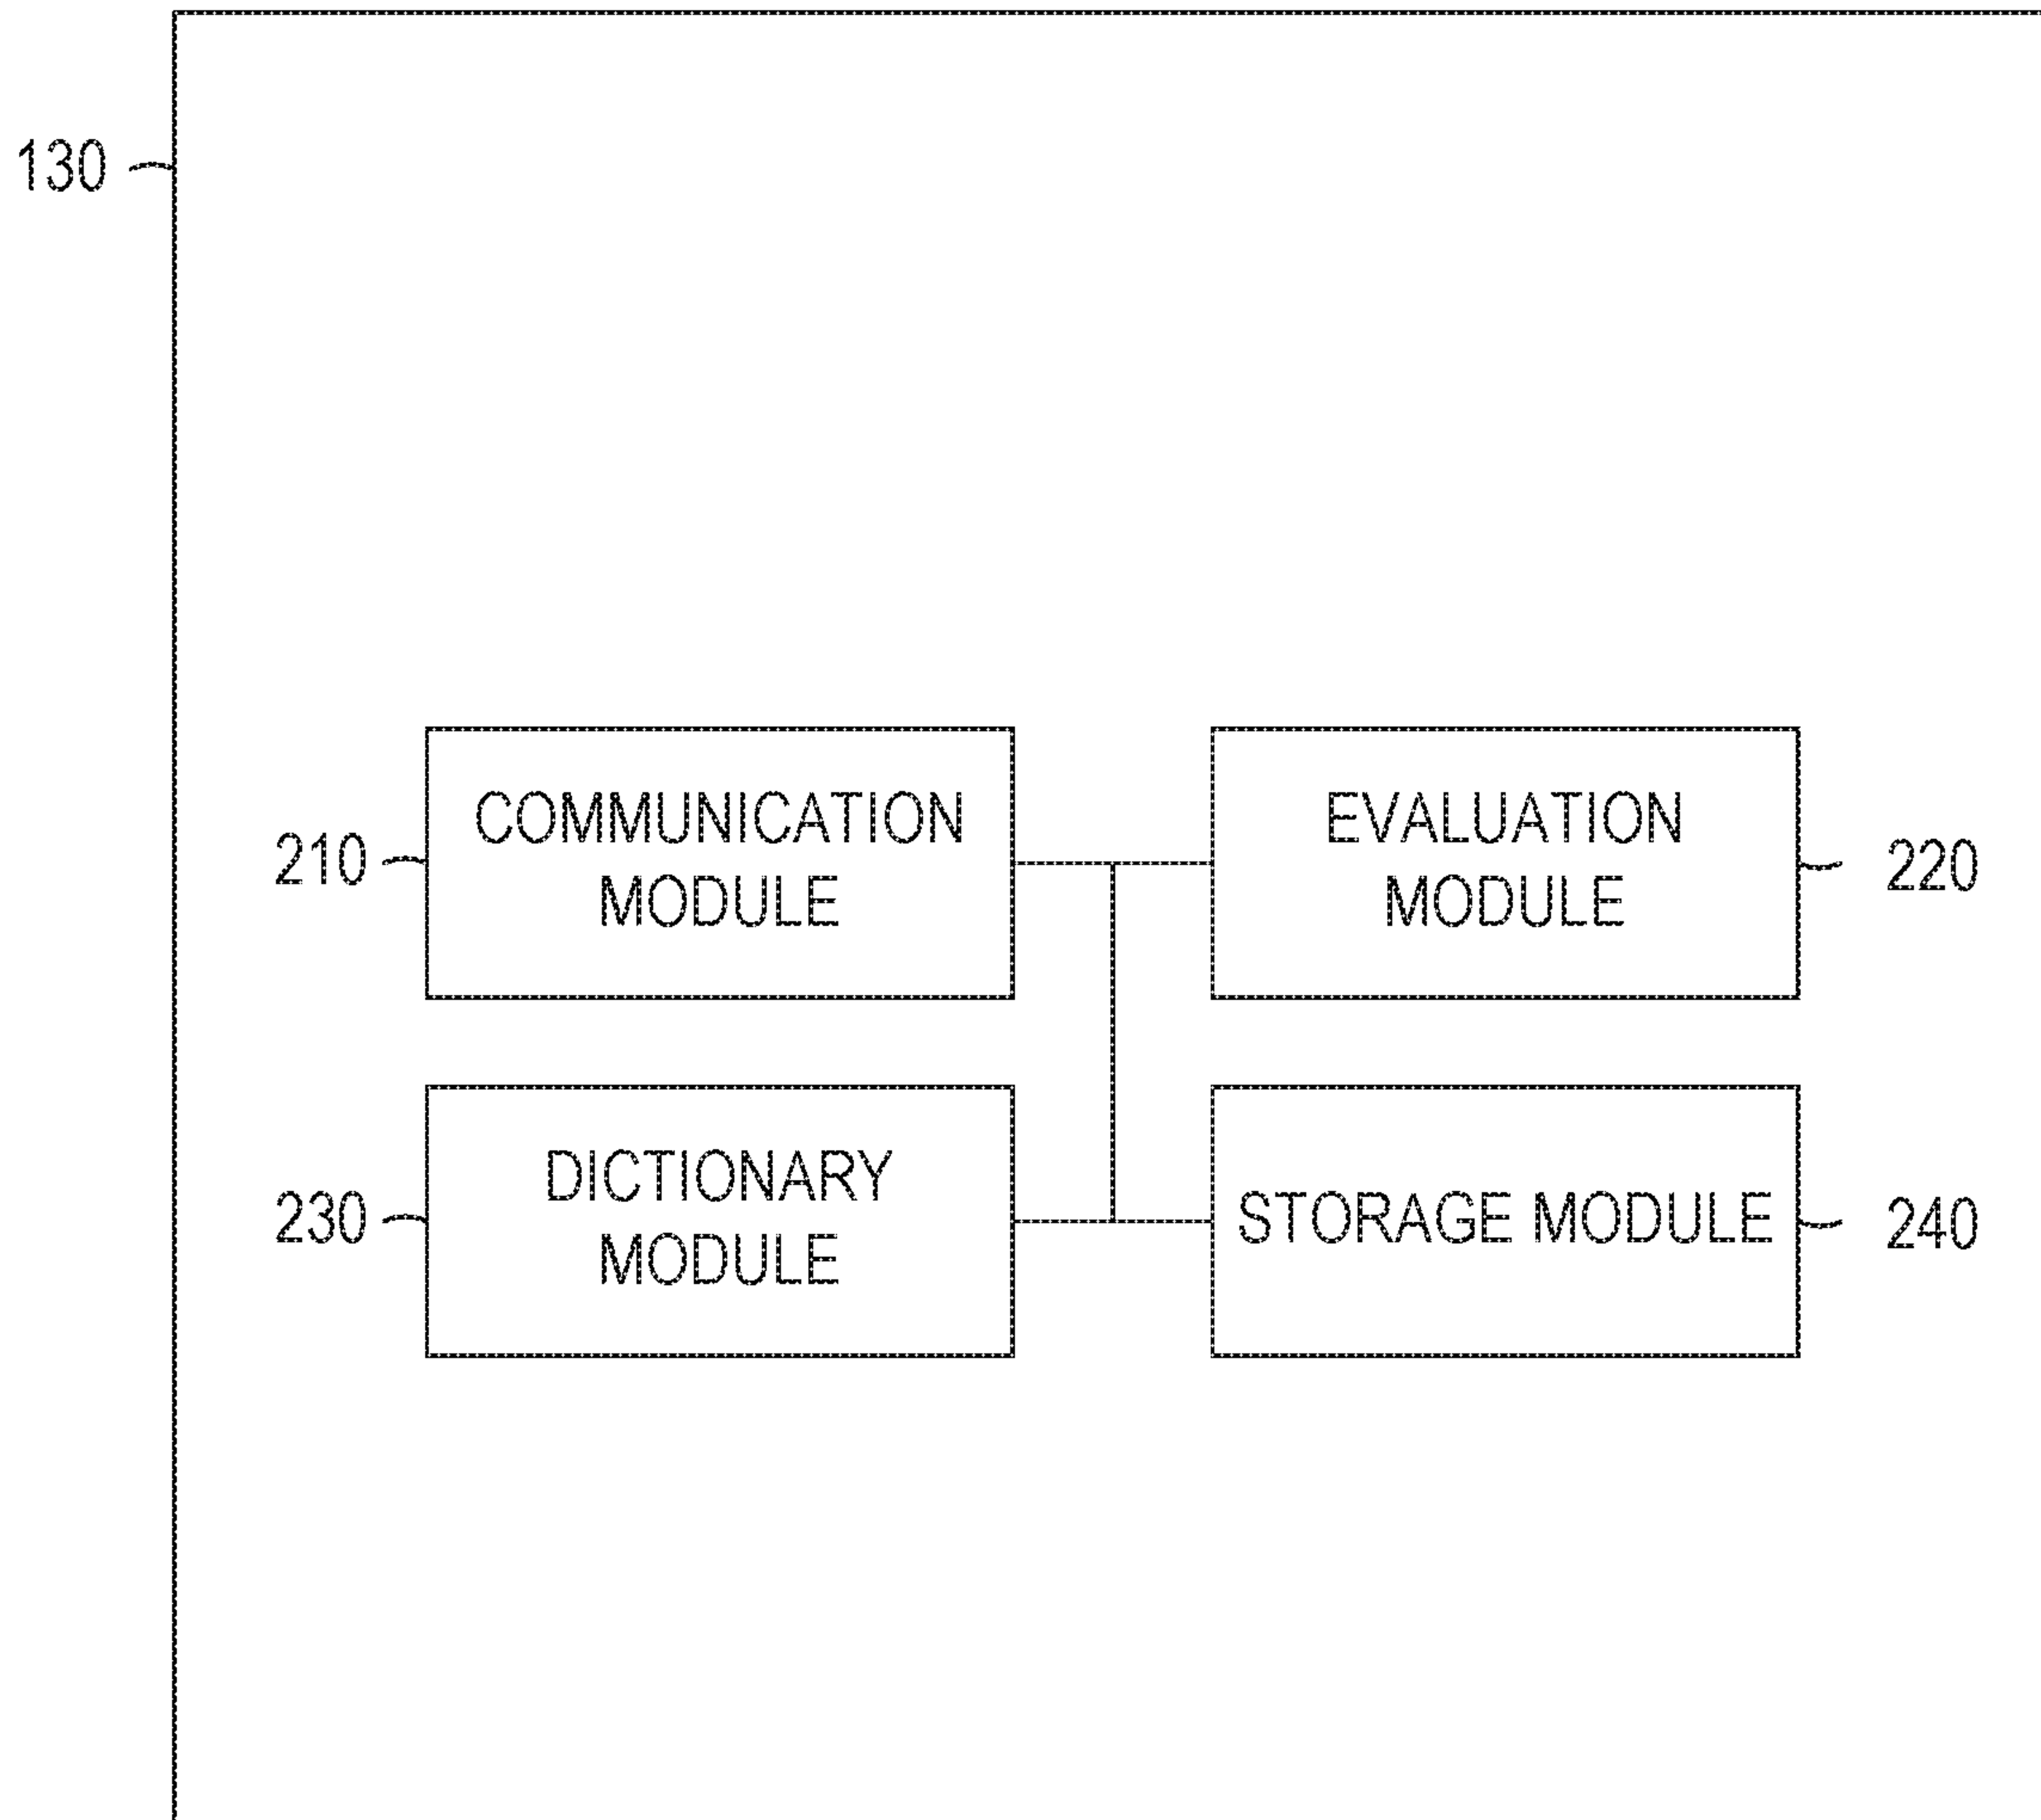 130
COMMUNICATION
MODULE
210
EVALUATION
MODULE
220
DICTIONARY
MODULE
230
STORAGE MODULE
240